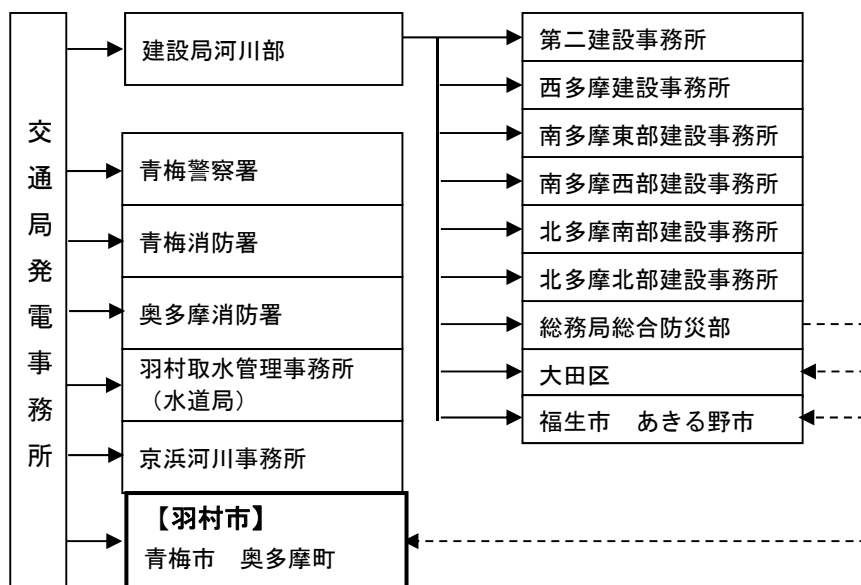 交通局発電事務所
建設局河川部
青梅警察署
青梅消防署
奥多摩消防署
羽村取水管理事務所
（水道局）
京浜河川事務所
【羽村市】
青梅市　奥多摩町
第二建設事務所
西多摩建設事務所
南多摩東部建設事務所
南多摩西部建設事務所
北多摩南部建設事務所
北多摩北部建設事務所
総務局総合防災部
大田区
福生市　あきる野市